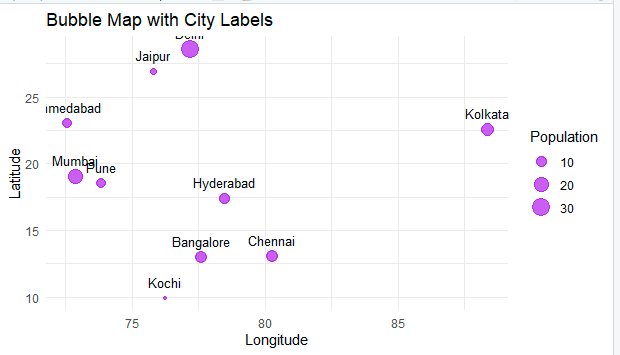 Bubble Map with City Labels
Delhi
Jaipur
25
medabad
Kolkata
Population
10
20
30
20
Mumbai
Pune
Latitude
Hyderabad
15
Bangalore
Chennai
Kochi
10
75
80
85
Longitude